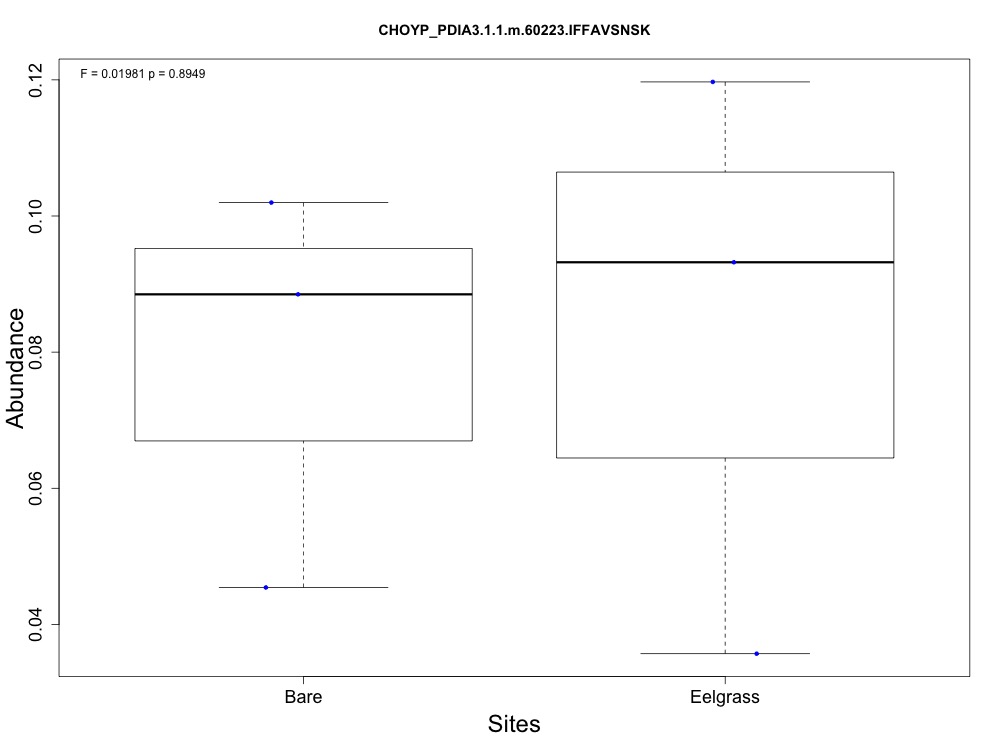 CHOYP_PDIA3.1.1.m.60223.IFFAVSNSK
F = 0.01981 p = 0.8949
0.12
0.10
0.08
0.06
0.04
Abundance
Bare
Eelgrass
Sites